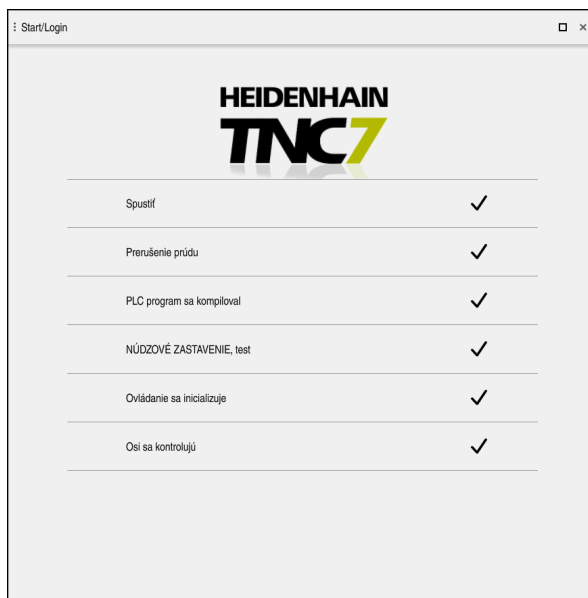 Start/Login
HEIDENHAIN
TNC7
Spustiť
Prerušenie prúdu
PLC program sa kompiloval
NÚDZOVÉ ZASTAVENIE, test
Ovládanie sa inicializuje
Osi sa kontrolujú